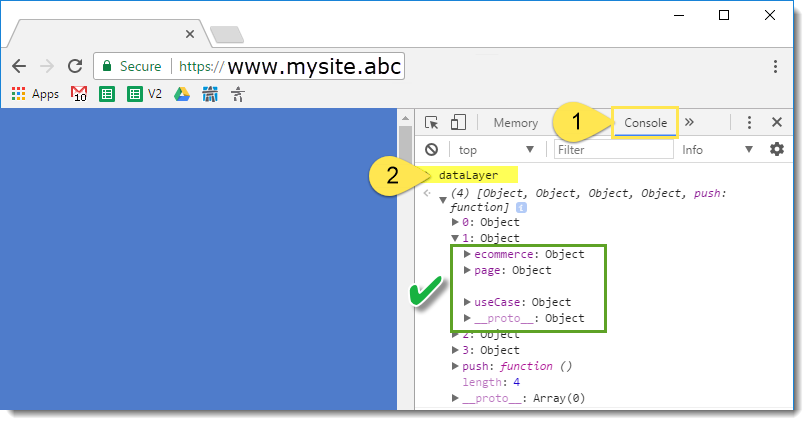 Secure https:// www.mysite.abc
Apps 10 V2
1
Memory Console »
top Filter Info
2
dataLayer
(4) [Object, Object, Object, Object, push:
function] i
0: Object
1: Object
ecommerce: Object
page: Object
useCase: Object
__proto__: Object
2: Object
3: Object
push: function ()
length: 4
__proto__: Array(0)